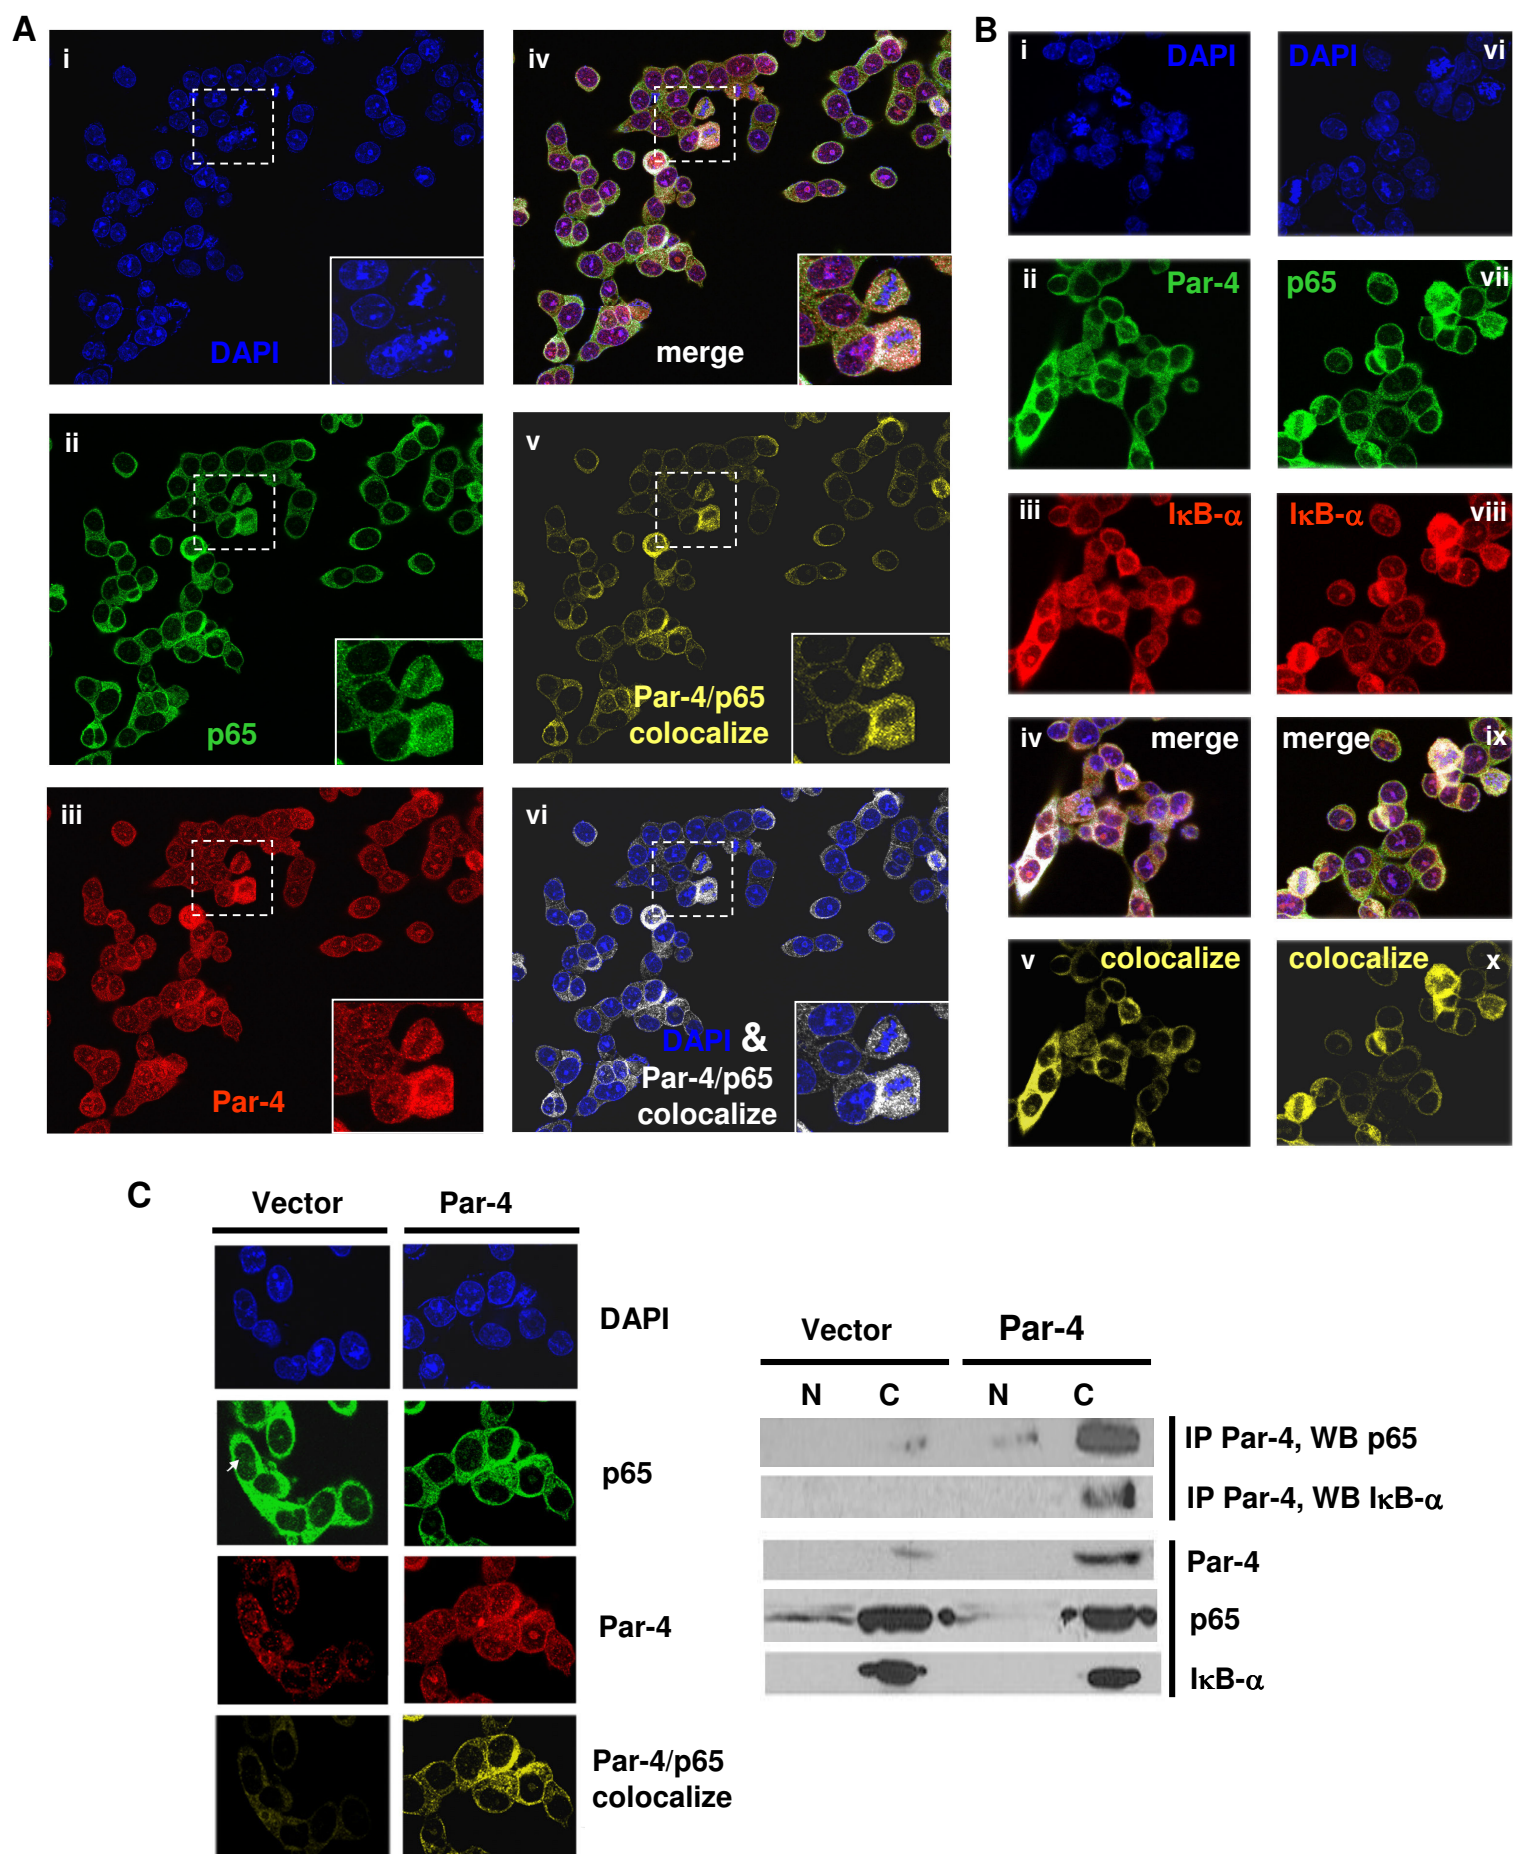 A
i
DAPI
iv
merge
ii
p65
v
Par-4/p65
colocalize
iii
Par-4
vi
DAPI &
Par-4/p65
colocalize
B
i
DAPI
DAPI
vi
ii
Par-4
p65
vii
iii
IκB-α
IκB-α
viii
iv
merge
merge
ix
v
colocalize
colocalize
x
C
Vector
Par-4
DAPI
p65
Par-4
Par-4/p65
colocalize
Vector
Par-4
N
C
N
C
IP Par-4, WB p65
IP Par-4, WB IκB-α
Par-4
p65
IκB-α